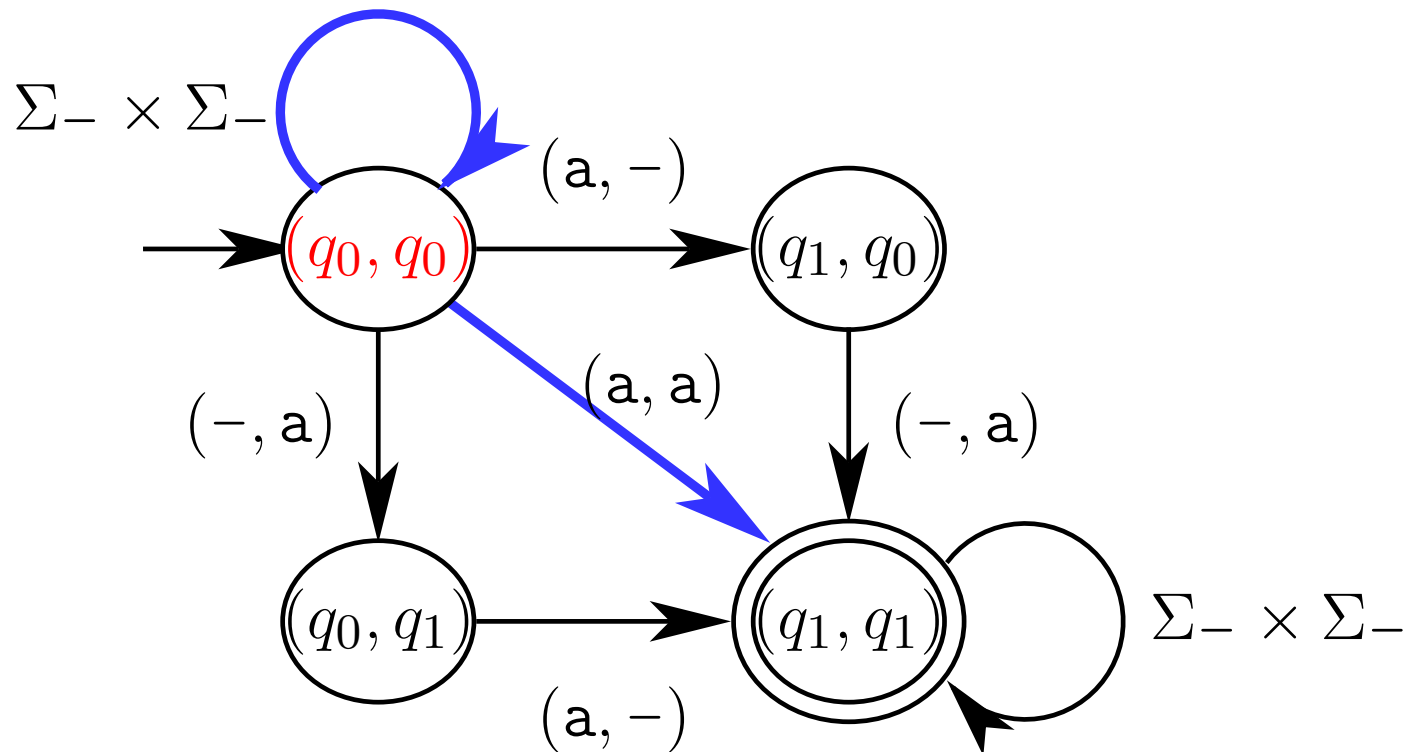 Σ₋ × Σ₋
(a, −)
(q₀, q₀)
(q₁, q₀)
(a, a)
(−, a)
(−, a)
(q₀, q₁)
(q₁, q₁)
Σ₋ × Σ₋
(a, −)